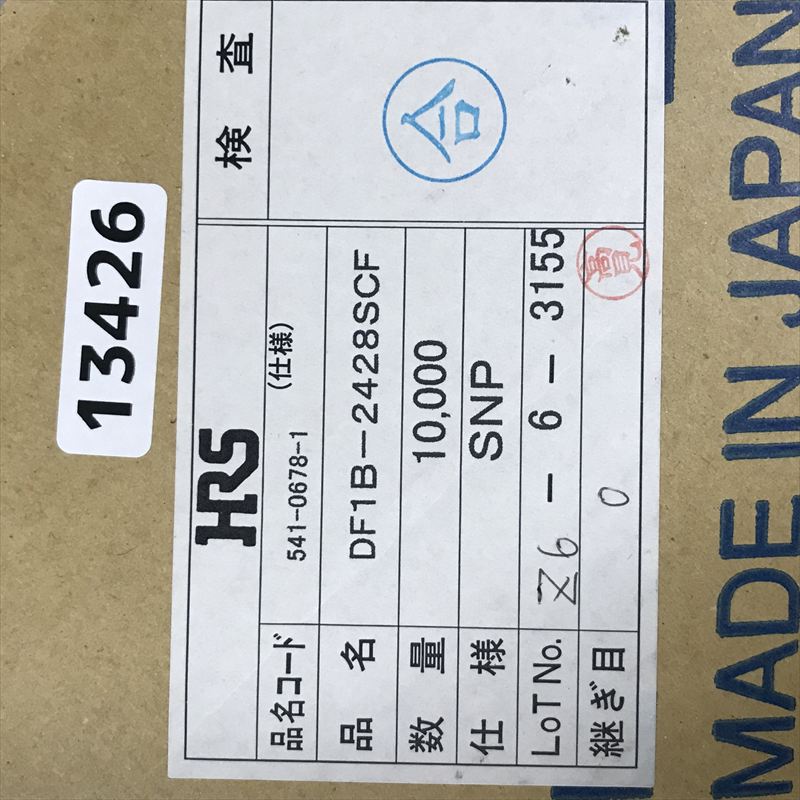 13426
HRS
検査
合
品名コード 541-0678-1 (仕様)
品名 DF1B-2428SCF
数量 10,000
仕様 SNP
LoT No. Z6 - 6 - 3155
継ぎ目 0
MADE IN JAPAN